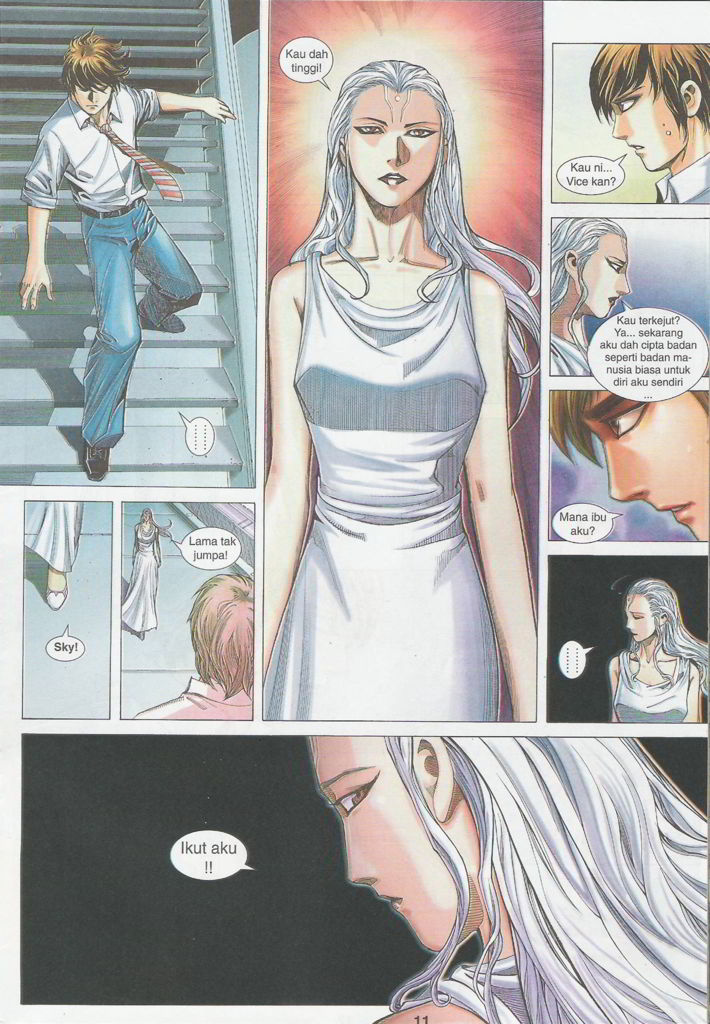 ......
......
Sky!
Lama tak
jumpa!
Kau dah
tinggi!
Kau ni...
Vice kan?
Kau terkejut?
Ya... sekarang
aku dah cipta badan
seperti badan ma-
nusia biasa untuk
diri aku sendiri
...
Mana ibu
aku?
......
......
Ikut aku
!!
11